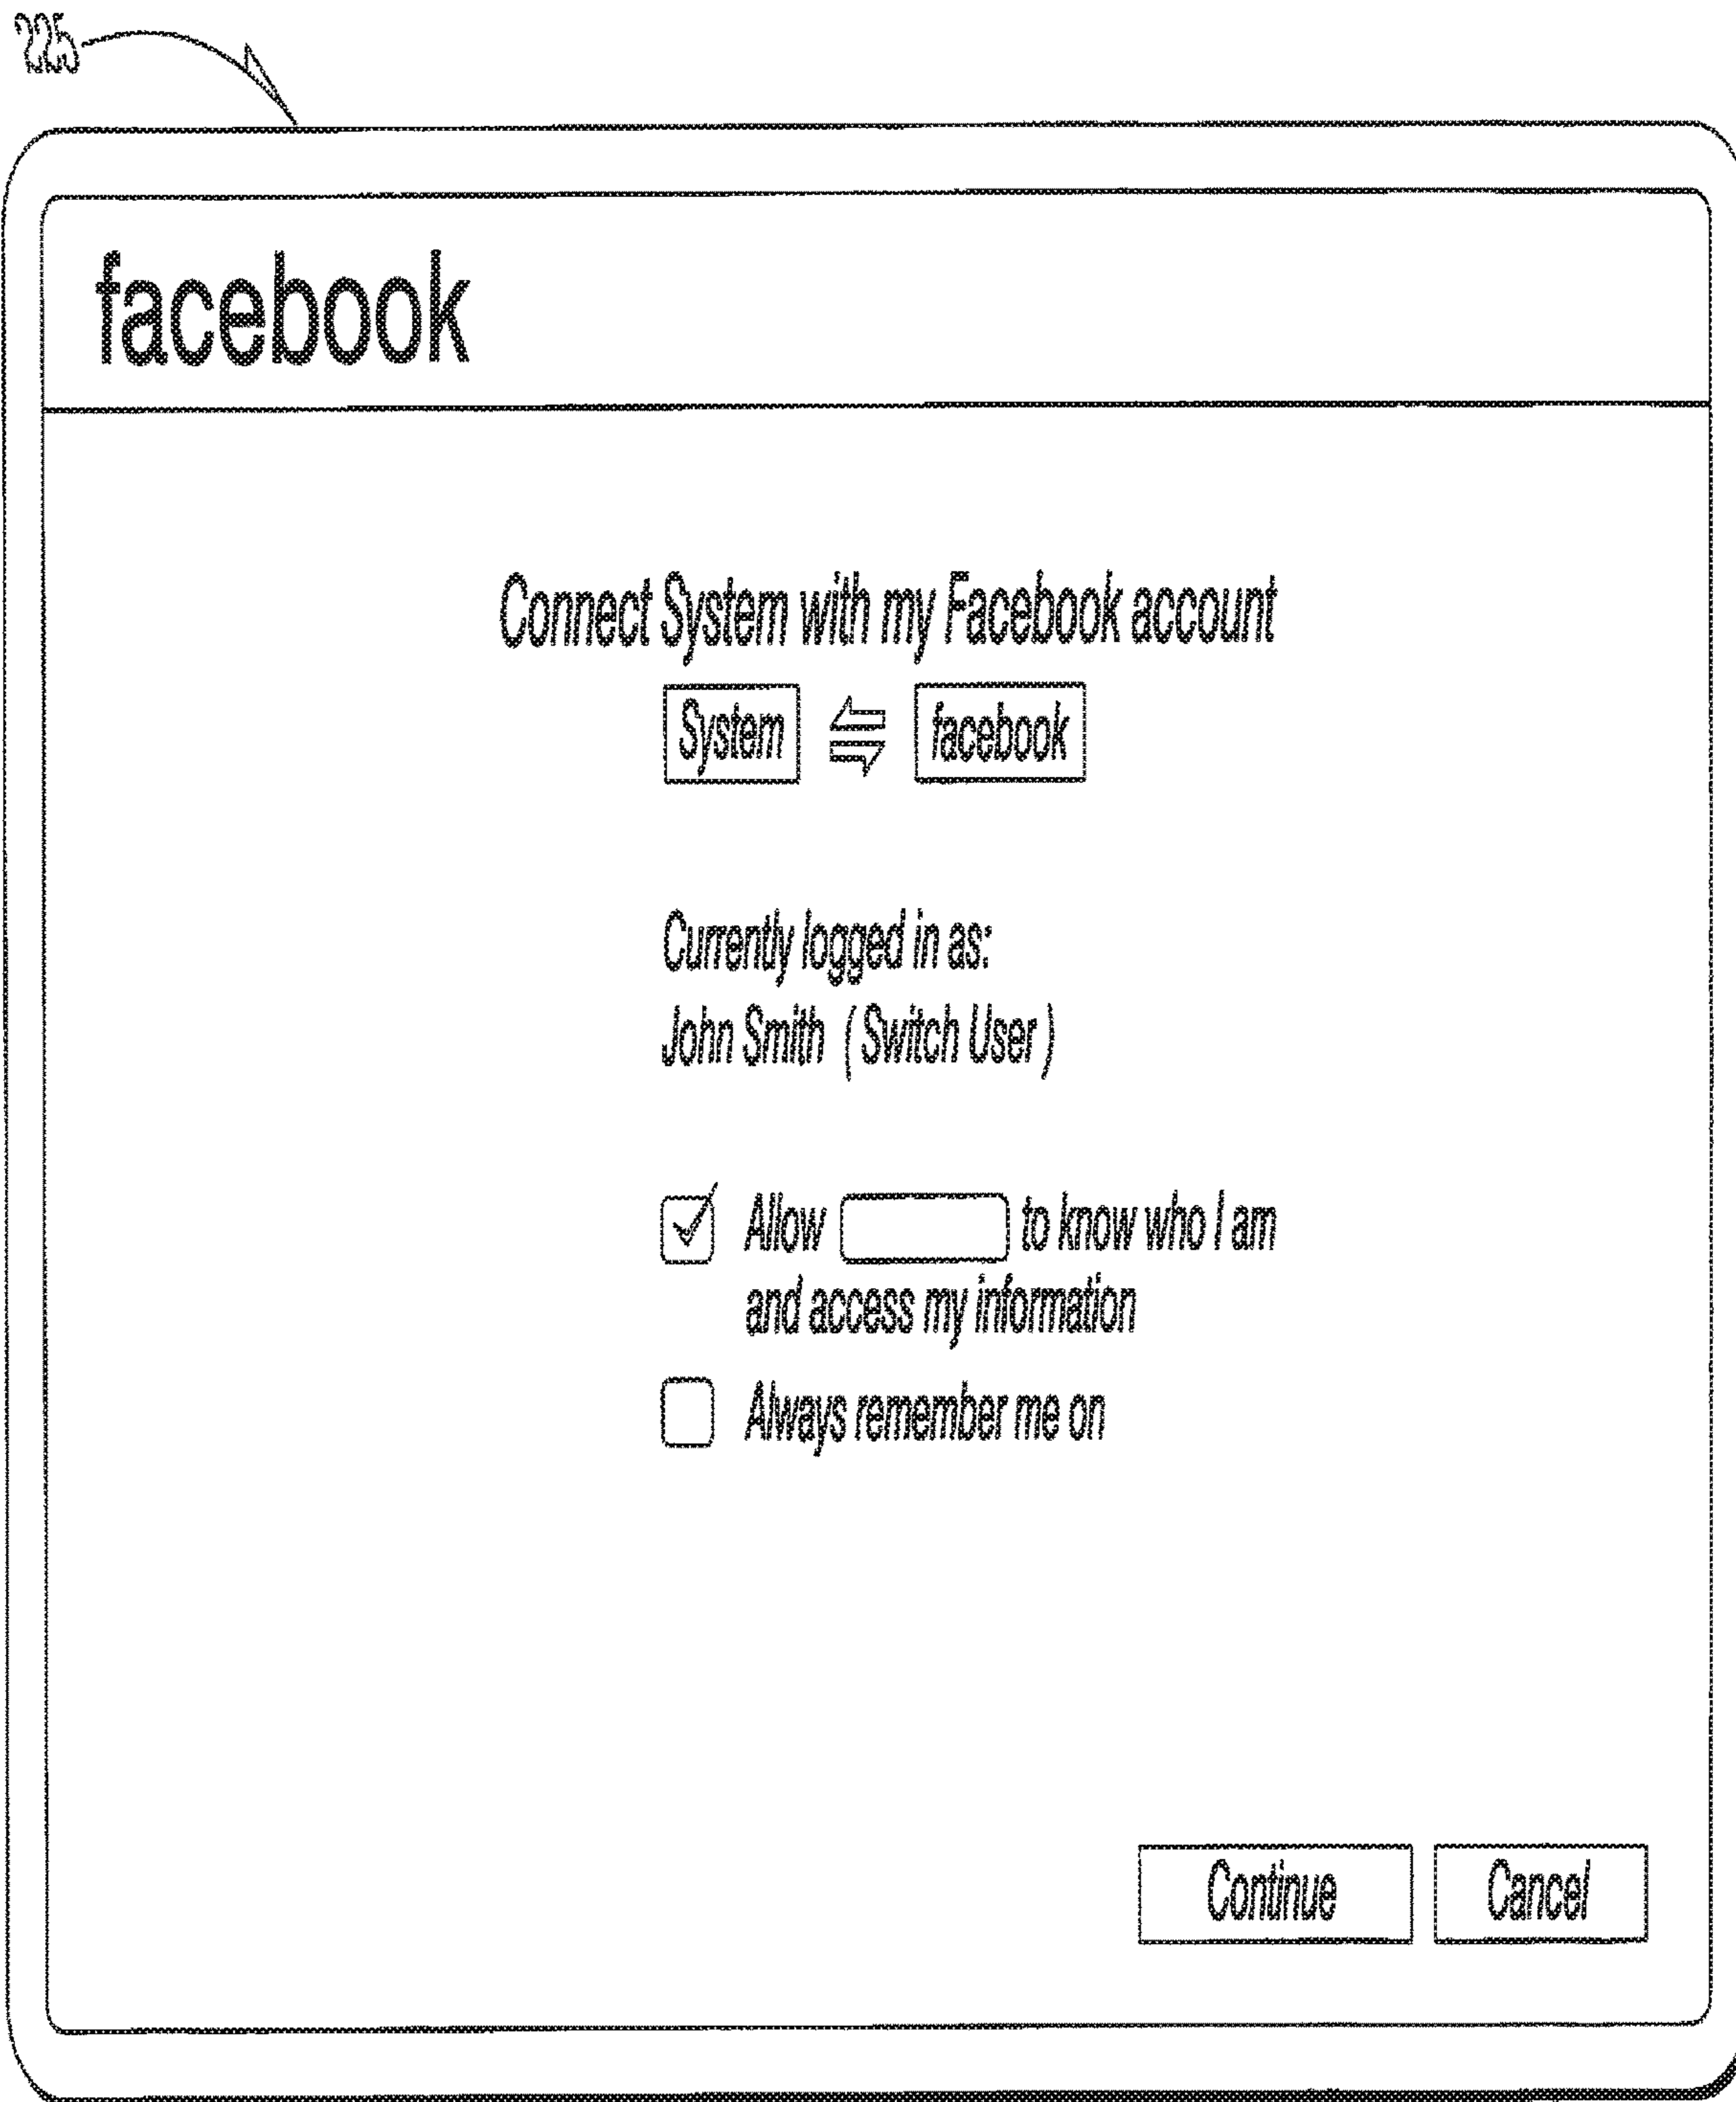 225
facebook
Connect System with my Facebook account
System facebook
Currently logged in as:
John Smith (Switch User)
Allow to know who I am
and access my information
Always remember me on
Continue Cancel